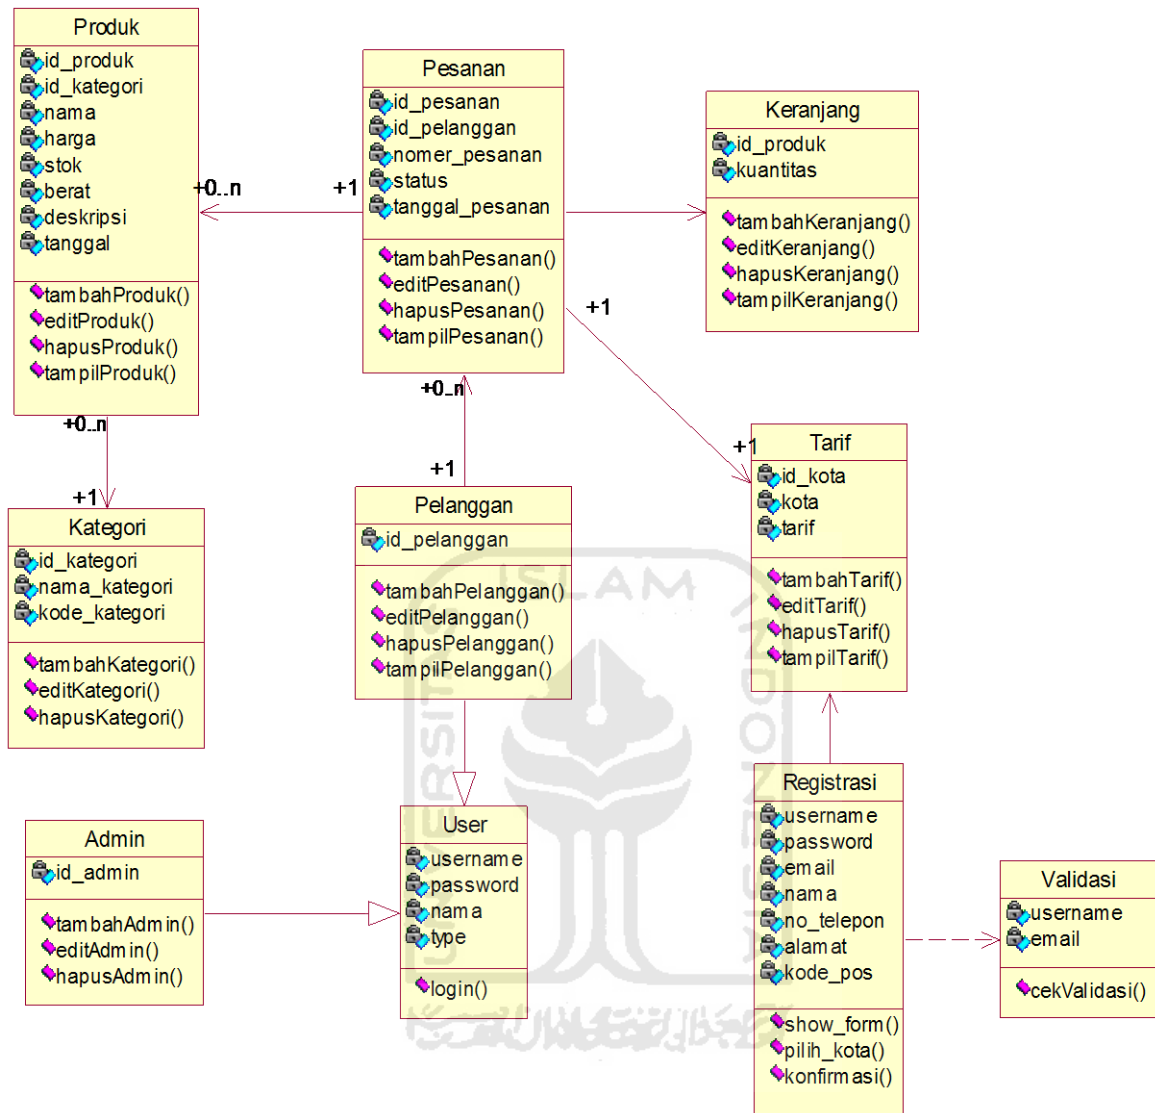 Produk
id_produk
id_kategori
nama
harga
stok
berat
deskripsi
tanggal
tambahProduk()
editProduk()
hapusProduk()
tampilProduk()
+0..n
+1
Pesanan
id_pesanan
id_pelanggan
nomer_pesanan
status
tanggal_pesanan
tambahPesanan()
editPesanan()
hapusPesanan()
tampilPesanan()
Keranjang
id_produk
kuantitas
tambahKeranjang()
editKeranjang()
hapusKeranjang()
tampilKeranjang()
+1
+1
+0..n
+1
+0..n
+1
Kategori
id_kategori
nama_kategori
kode_kategori
tambahKategori()
editKategori()
hapusKategori()
Pelanggan
id_pelanggan
tambahPelanggan()
editPelanggan()
hapusPelanggan()
tampilPelanggan()
Tarif
id_kota
kota
tarif
tambahTarif()
editTarif()
hapusTarif()
tampilTarif()
Admin
id_admin
tambahAdmin()
editAdmin()
hapusAdmin()
User
username
password
nama
type
login()
Registrasi
username
password
email
nama
no_telepon
alamat
kode_pos
show_form()
pilih_kota()
konfirmasi()
Validasi
username
email
cekValidasi()
UNIVERSITAS
ISLAM
INDONESIA